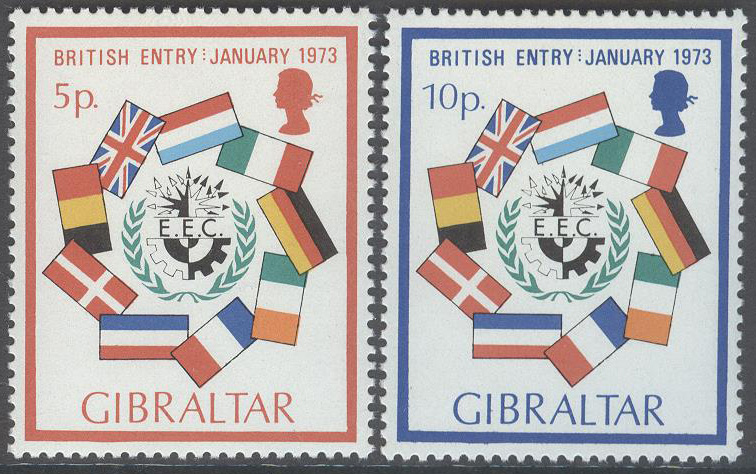 BRITISH ENTRY : JANUARY 1973
5p.
E.E.C.
GIBRALTAR
BRITISH ENTRY : JANUARY 1973
10p.
E.E.C.
GIBRALTAR